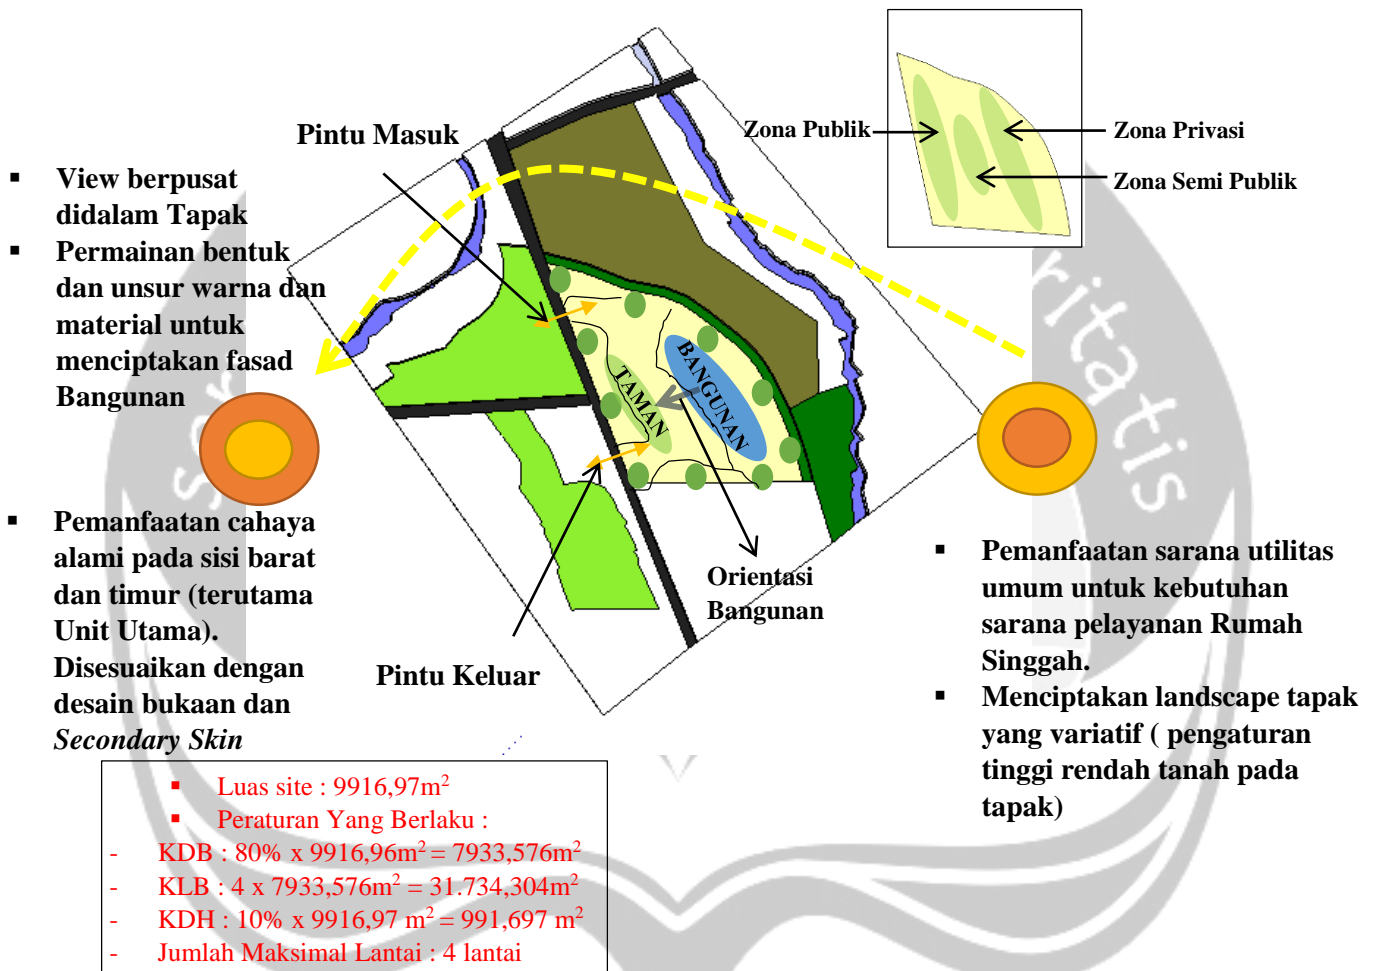 Pintu Masuk
Zona Publik
Zona Privasi
Zona Semi Publik
▪ View berpusat
didalam Tapak
▪ Permainan bentuk
dan unsur warna dan
material untuk
menciptakan fasad
Bangunan
BANGUNAN
TAMAN
▪ Pemanfaatan cahaya
alami pada sisi barat
dan timur (terutama
Unit Utama).
Disesuaikan dengan
desain bukaan dan
Secondary Skin
Orientasi
Bangunan
Pintu Keluar
▪ Pemanfaatan sarana utilitas
umum untuk kebutuhan
sarana pelayanan Rumah
Singgah.
▪ Menciptakan landscape tapak
yang variatif ( pengaturan
tinggi rendah tanah pada
tapak)
▪ Luas site : 9916,97m²
▪ Peraturan Yang Berlaku :
- KDB : 80% x 9916,96m² = 7933,576m²
- KLB : 4 x 7933,576m² = 31.734,304m²
- KDH : 10% x 9916,97 m² = 991,697 m²
- Jumlah Maksimal Lantai : 4 lantai